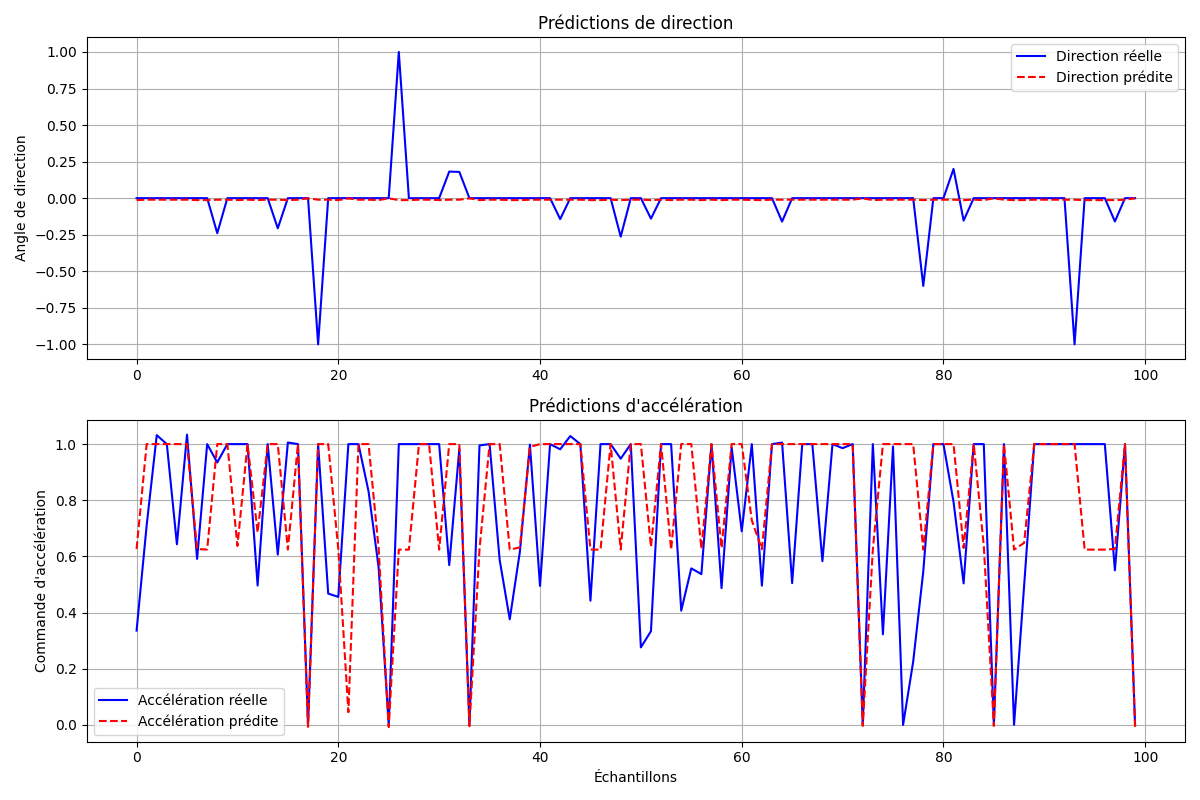 Prédictions de direction
Angle de direction
1.00
0.75
0.50
0.25
0.00
−0.25
−0.50
−0.75
−1.00
Direction réelle
Direction prédite
0 20 40 60 80 100
Prédictions d'accélération
Commande d'accélération
1.0
0.8
0.6
0.4
0.2
0.0
Accélération réelle
Accélération prédite
0 20 40 60 80 100
Échantillons